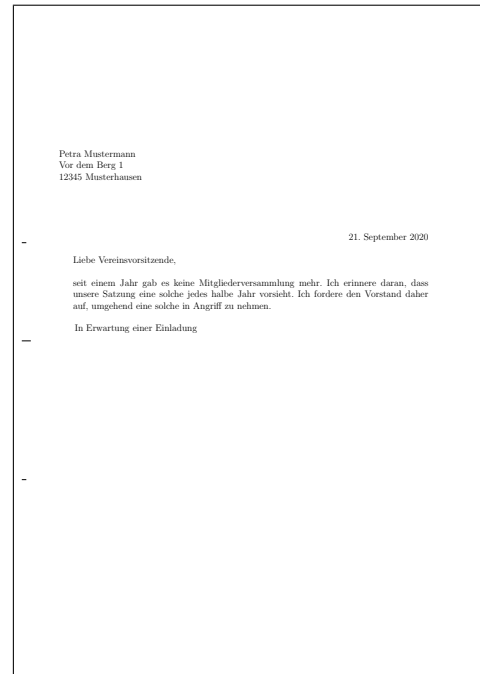 Petra Mustermann
Vor dem Berg 1
12345 Musterhausen
21. September 2020
Liebe Vereinsvorsitzende,
seit einem Jahr gab es keine Mitgliederversammlung mehr. Ich erinnere daran, dass
unsere Satzung eine solche jedes halbe Jahr vorsieht. Ich fordere den Vorstand daher
auf, umgehend eine solche in Angriff zu nehmen.
In Erwartung einer Einladung